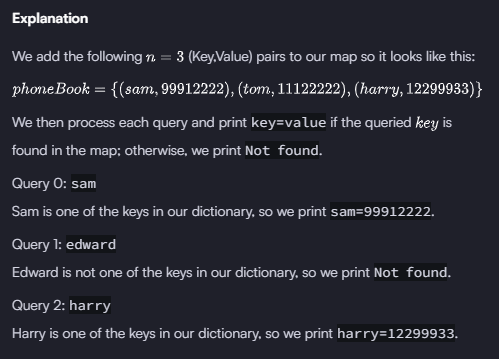 Explanation
We add the following n = 3 (Key,Value) pairs to our map so it looks like this:
phoneBook = {(sam, 99912222), (tom, 11122222), (harry, 12299933)}
We then process each query and print key=value if the queried key is
found in the map; otherwise, we print Not found.
Query 0: sam
Sam is one of the keys in our dictionary, so we print sam=99912222.
Query 1: edward
Edward is not one of the keys in our dictionary, so we print Not found.
Query 2: harry
Harry is one of the keys in our dictionary, so we print harry=12299933.